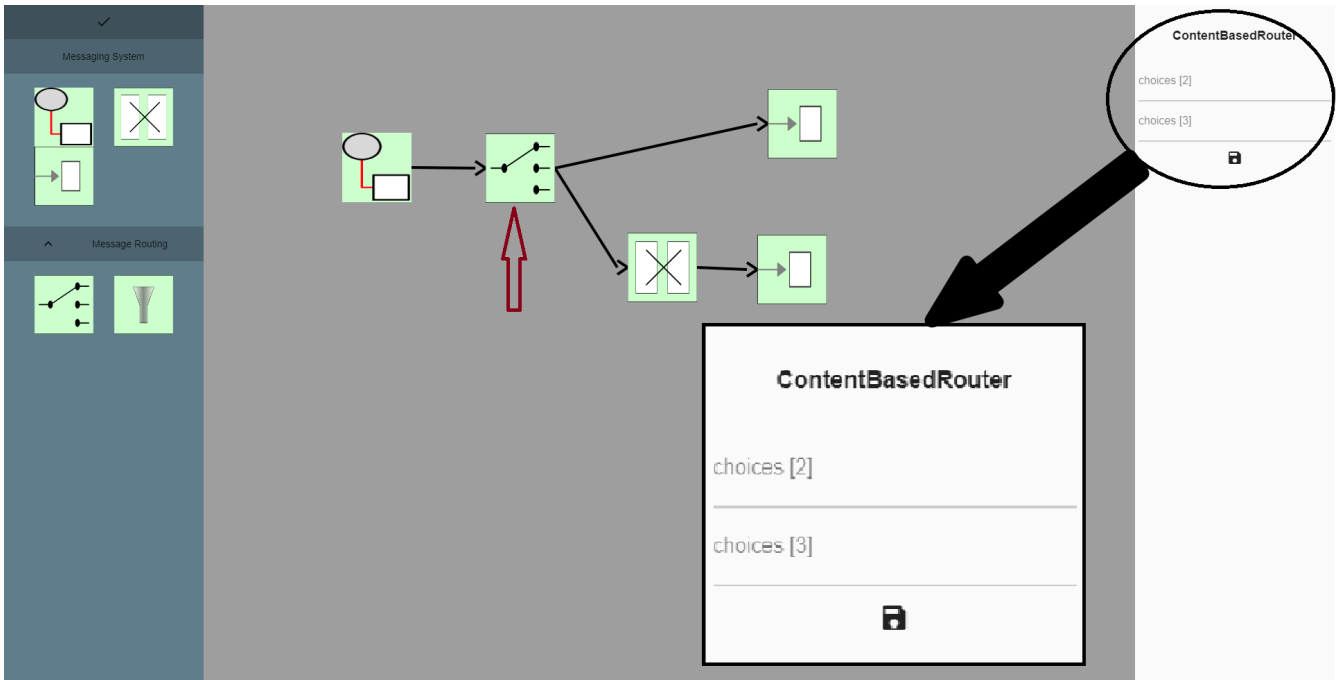 Messaging System
Message Routing
ContentBasedRouter
choices [2]
choices [3]
ContentBasedRouter
choices [2]
choices [3]